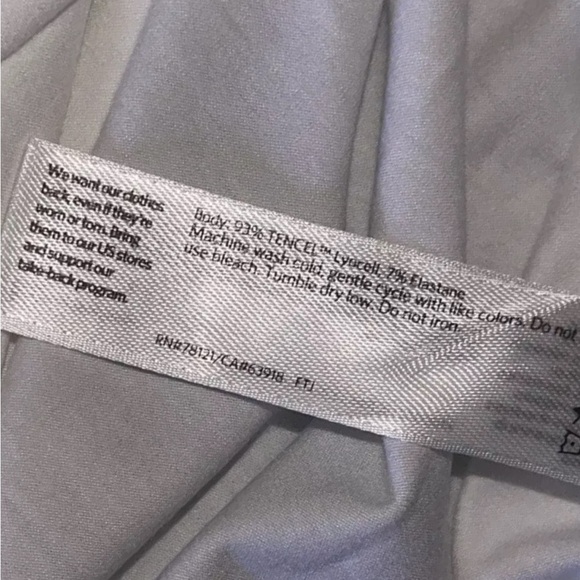 We want our clothes
back, even if they're
worn or torn. Bring
them to our US stores
and support our
take-back program.
Body: 93% TENCEL™ Lyocell, 7% Elastane
Machine wash cold, gentle cycle with like colors. Do not
use bleach. Tumble dry low. Do not iron.
RN#78121/CA#63918 FTJ